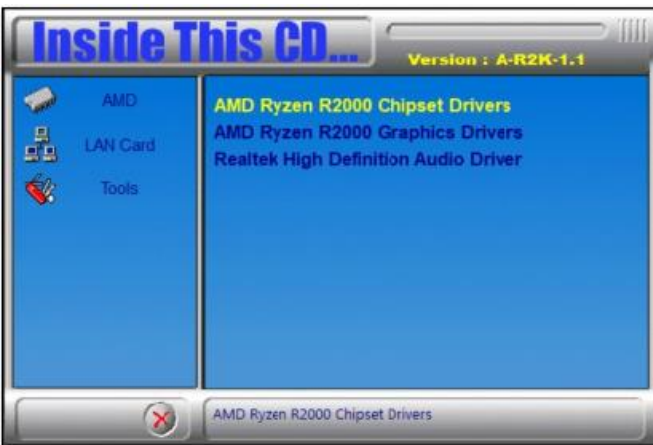 Inside This CD...
Version : A-R2K-1.1
AMD
LAN Card
Tools
AMD Ryzen R2000 Chipset Drivers
AMD Ryzen R2000 Graphics Drivers
Realtek High Definition Audio Driver
AMD Ryzen R2000 Chipset Drivers